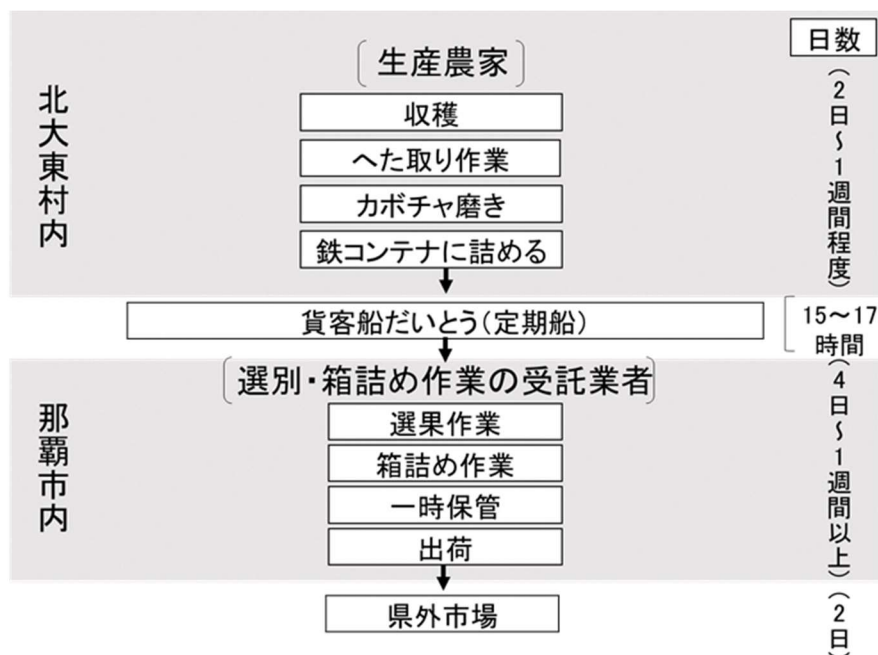 日数
北大東村内
生産農家
収穫
へた取り作業
カボチャ磨き
鉄コンテナに詰める
(2日~1週間程度)
貨客船だいとう(定期船)
15~17
時間
那覇市内
選別・箱詰め作業の受託業者
選果作業
箱詰め作業
一時保管
出荷
(4日~1週間以上)
県外市場
(2日)